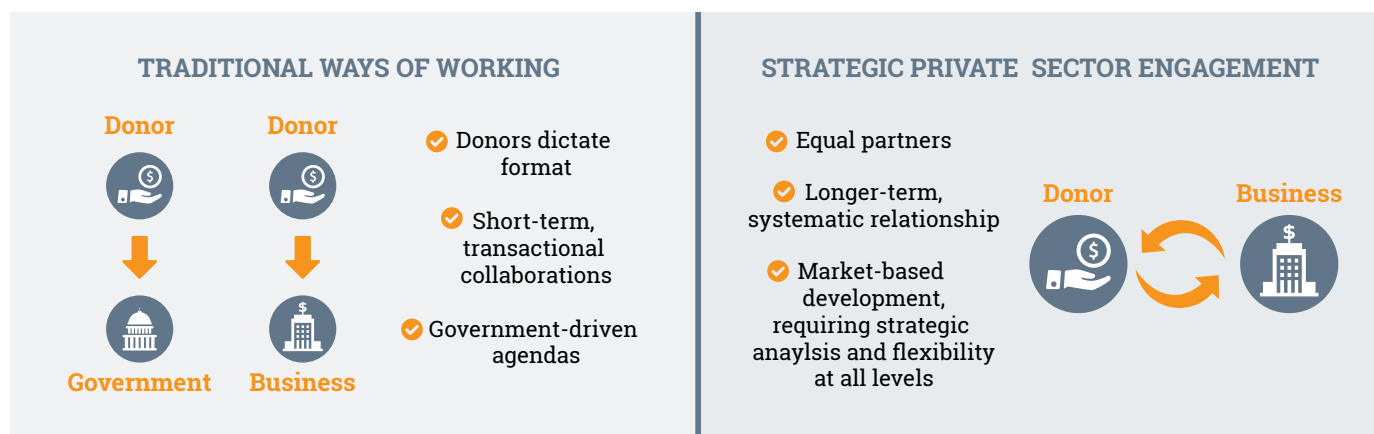 TRADITIONAL WAYS OF WORKING
Donor
Donor
Government
Business
Donors dictate
format
Short-term,
transactional
collaborations
Government-driven
agendas
STRATEGIC PRIVATE SECTOR ENGAGEMENT
Equal partners
Longer-term,
systematic relationship
Market-based
development,
requiring strategic
anaylsis and flexibility
at all levels
Donor
$
Business
$